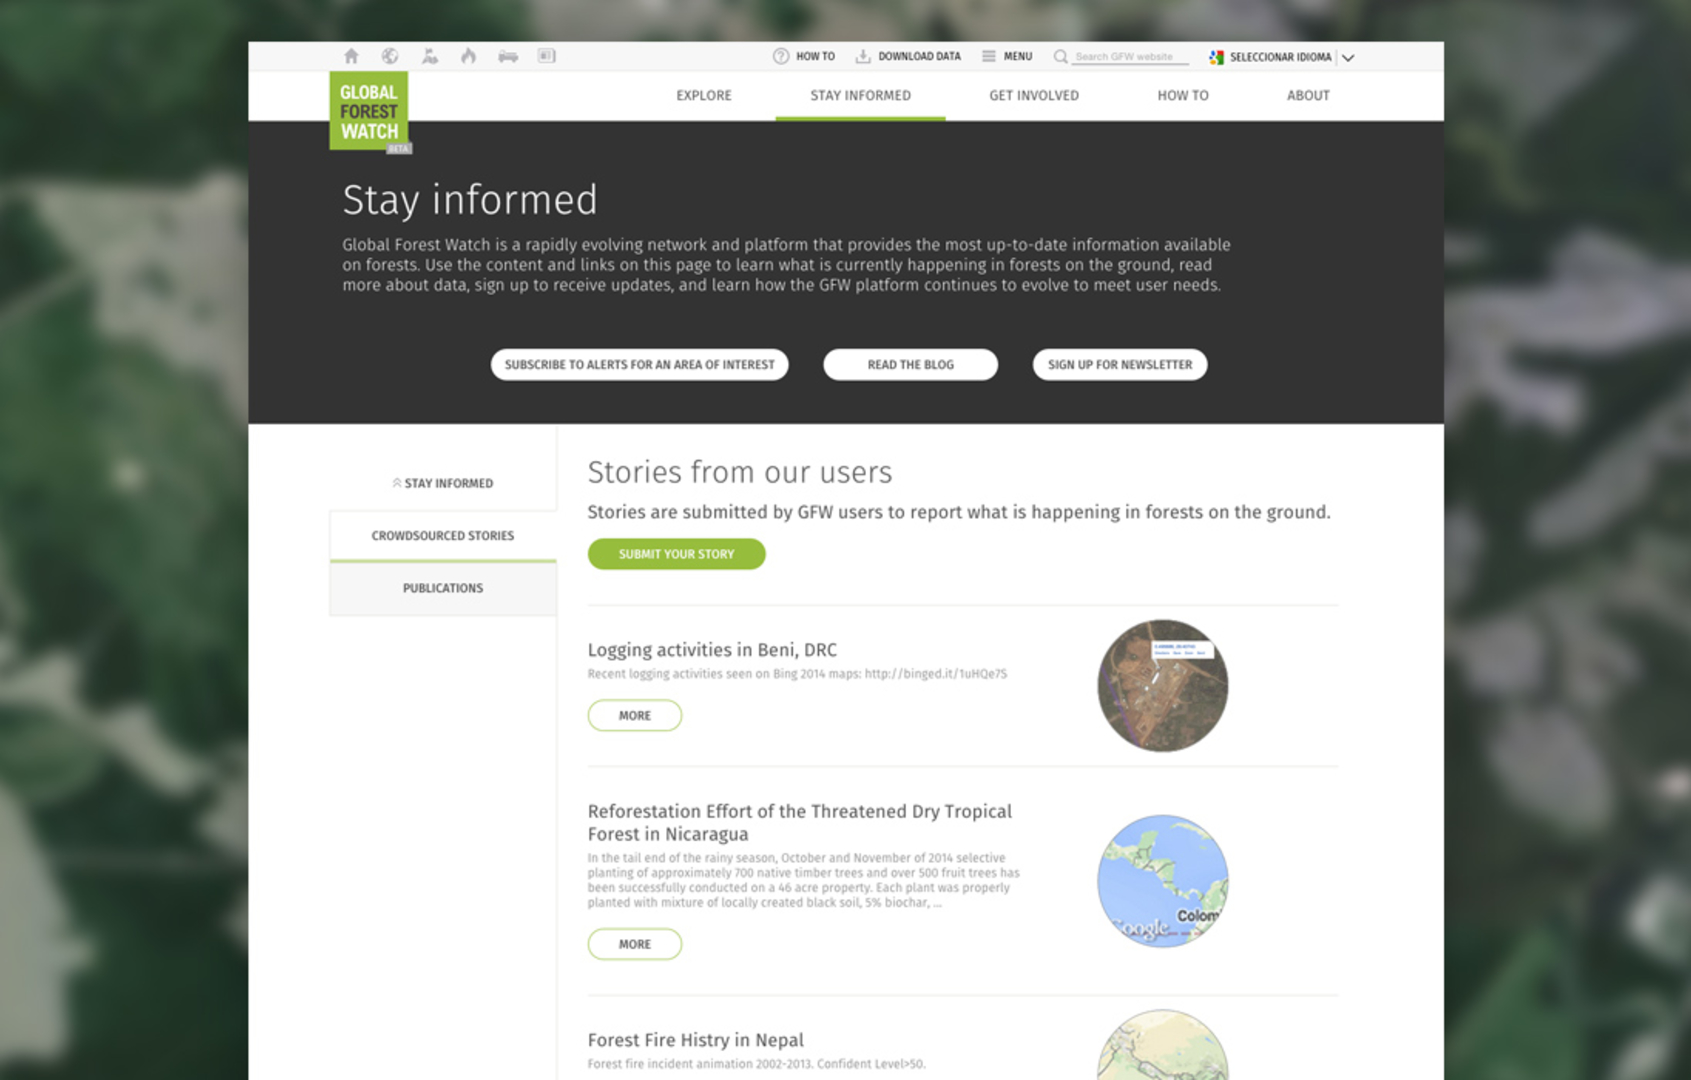 HOW TO
DOWNLOAD DATA
MENU
Search GFW website
SELECCIONAR IDIOMA
GLOBAL
FOREST
WATCH
BETA
EXPLORE
STAY INFORMED
GET INVOLVED
HOW TO
ABOUT
Stay informed
Global Forest Watch is a rapidly evolving network and platform that provides the most up-to-date information available
on forests. Use the content and links on this page to learn what is currently happening in forests on the ground, read
more about data, sign up to receive updates, and learn how the GFW platform continues to evolve to meet user needs.
SUBSCRIBE TO ALERTS FOR AN AREA OF INTEREST
READ THE BLOG
SIGN UP FOR NEWSLETTER
STAY INFORMED
CROWDSOURCED STORIES
PUBLICATIONS
Stories from our users
Stories are submitted by GFW users to report what is happening in forests on the ground.
SUBMIT YOUR STORY
Logging activities in Beni, DRC
Recent logging activities seen on Bing 2014 maps: http://binged.it/1uHQe7S
MORE
Reforestation Effort of the Threatened Dry Tropical
Forest in Nicaragua
In the tail end of the rainy season, October and November of 2014 selective
planting of approximately 700 native timber trees and over 500 fruit trees has
been successfully conducted on a 46 acre property. Each plant was properly
planted with mixture of locally created black soil, 5% biochar, ...
MORE
Colom
Google
Forest Fire Histry in Nepal
Forest fire incident animation 2002-2013. Confident Level>50.